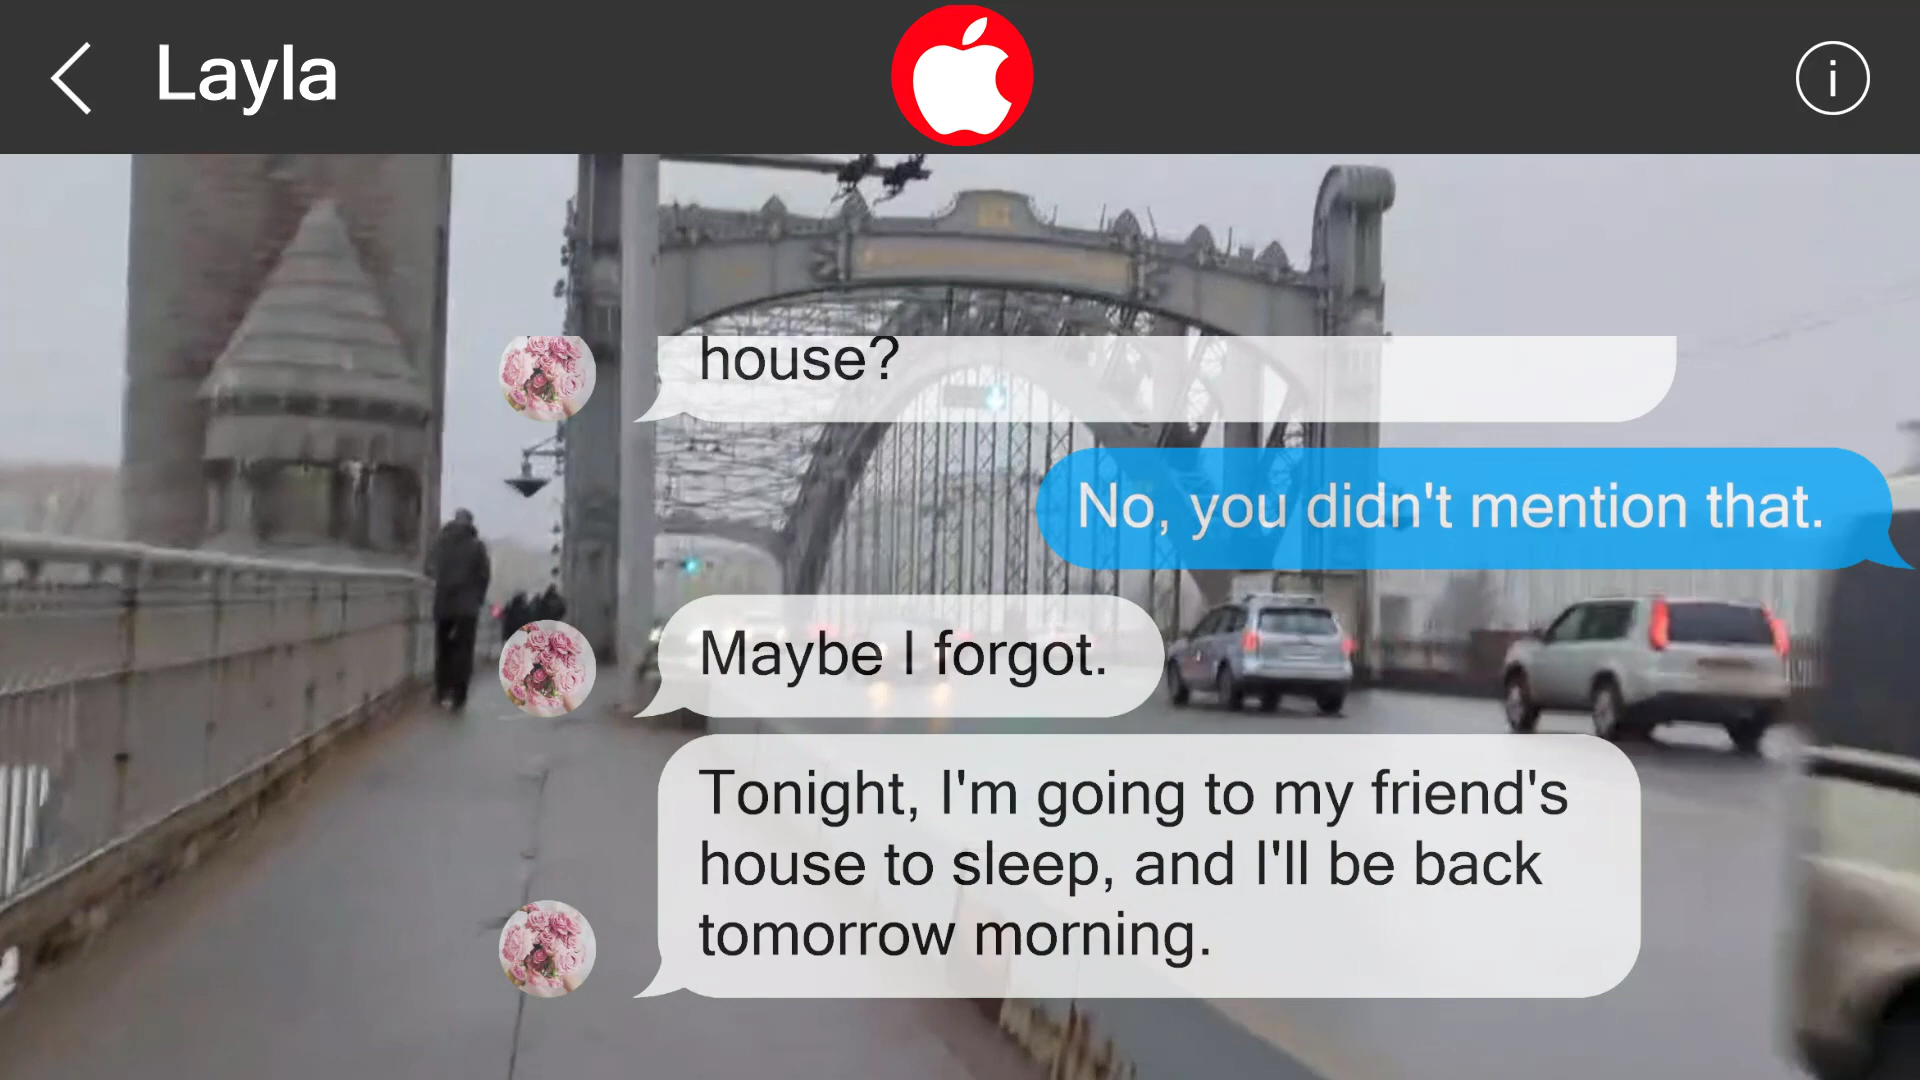 Layla
house?
No, you didn't mention that.
Maybe I forgot.
Tonight, I'm going to my friend's
house to sleep, and I'll be back
tomorrow morning.